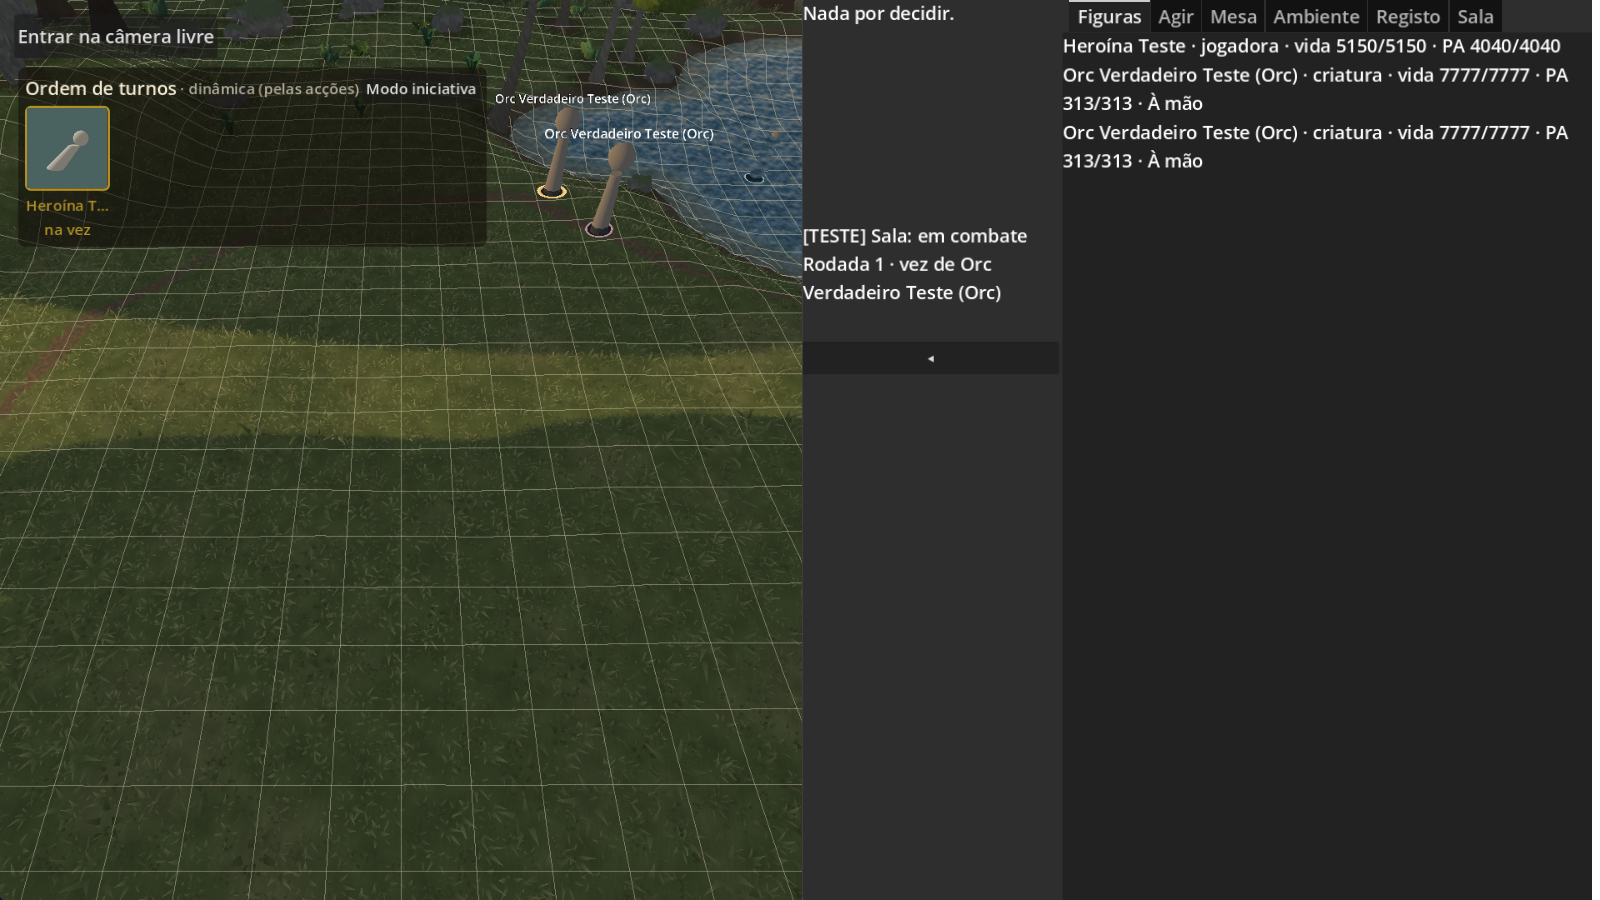 Entrar na câmera livre
Ordem de turnos · dinâmica (pelas acções) Modo iniciativa
Heroína T...
na vez
Orc Verdadeiro Teste (Orc)
Orc Verdadeiro Teste (Orc)
Nada por decidir.
[TESTE] Sala: em combate
Rodada 1 · vez de Orc
Verdadeiro Teste (Orc)
Figuras Agir Mesa Ambiente Registo Sala
Heroína Teste · jogadora · vida 5150/5150 · PA 4040/4040
Orc Verdadeiro Teste (Orc) · criatura · vida 7777/7777 · PA
313/313 · À mão
Orc Verdadeiro Teste (Orc) · criatura · vida 7777/7777 · PA
313/313 · À mão